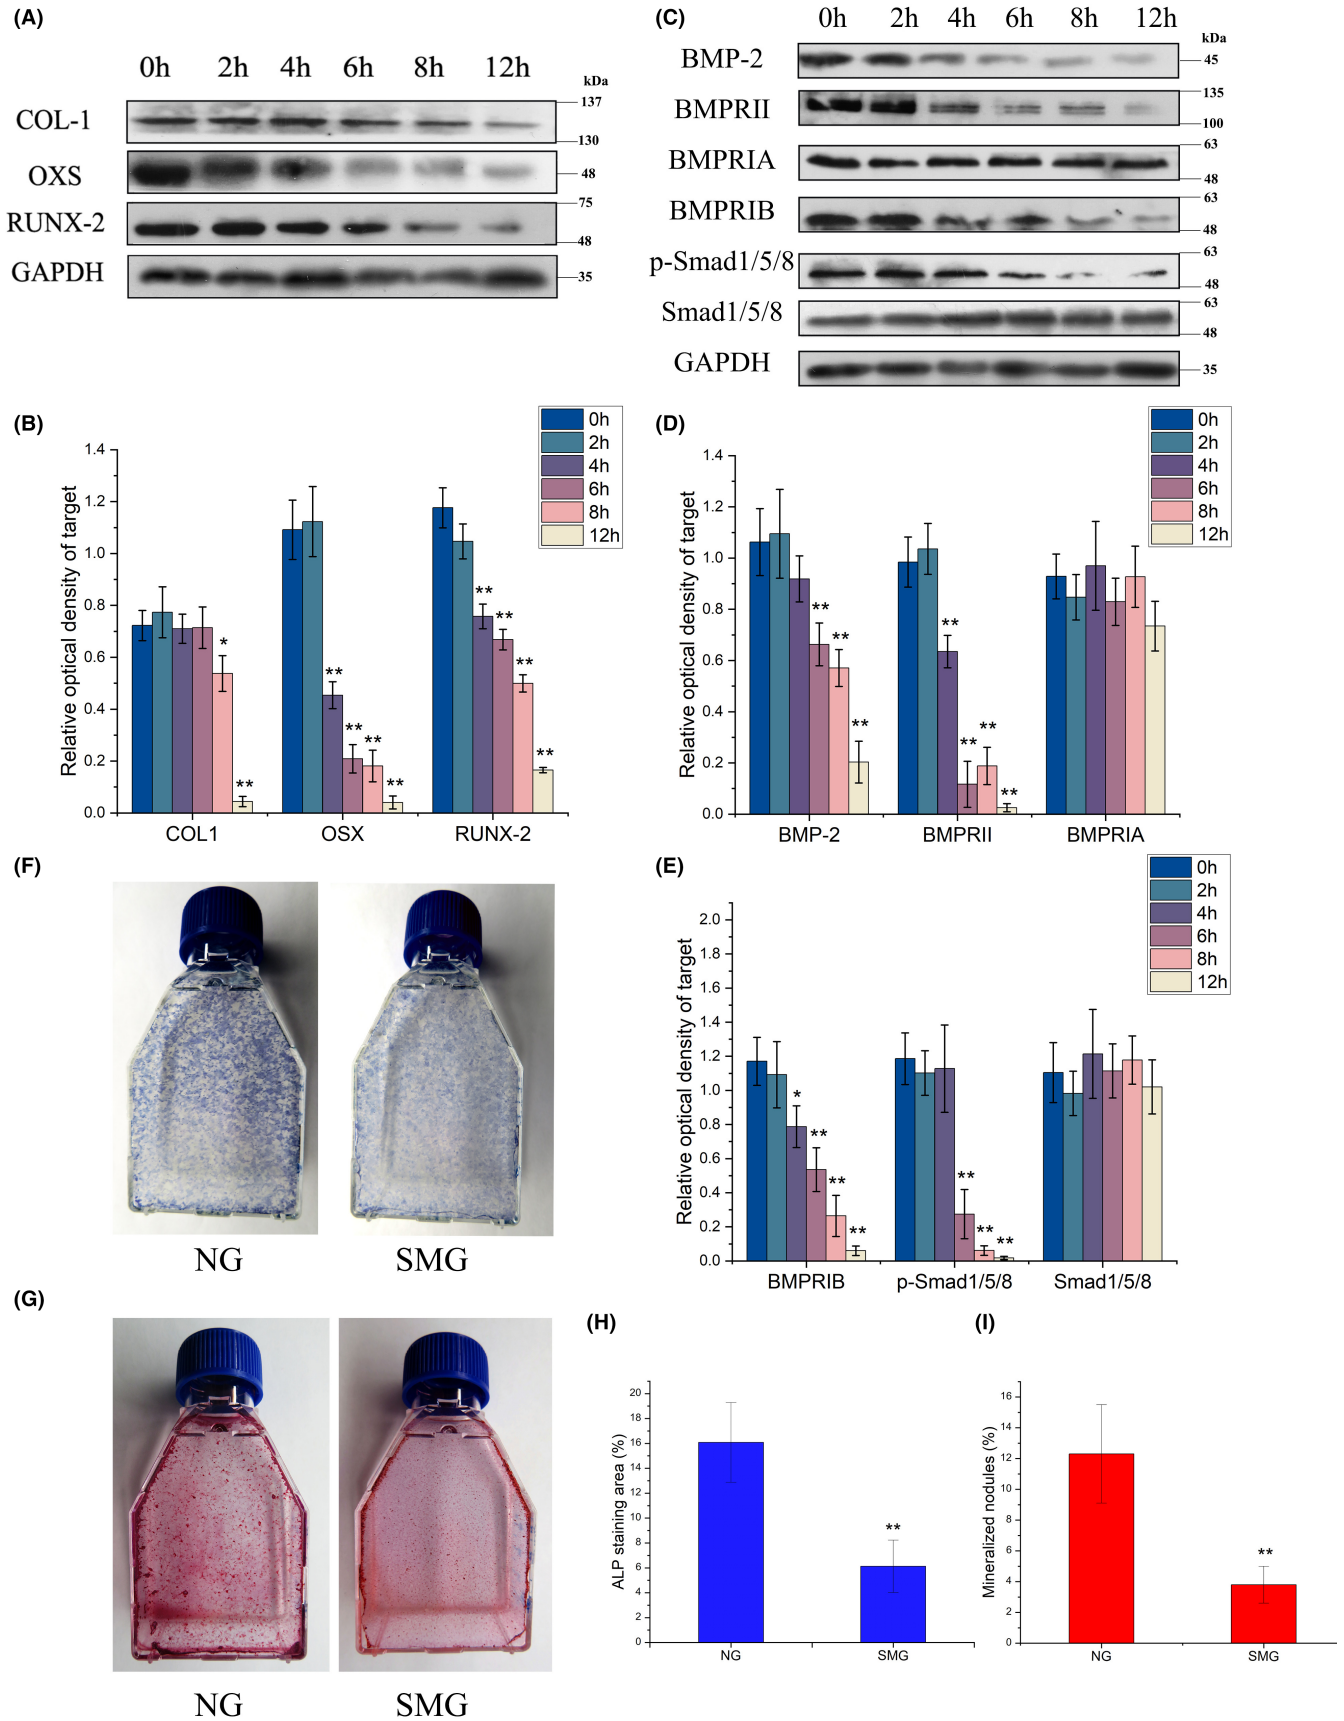 (A)
0h 2h 4h 6h 8h 12h
kDa
COL-1
137
130
OXS
48
RUNX-2
75
48
GAPDH
35
(C)
0h 2h 4h 6h 8h 12h
kDa
BMP-2
45
BMPRII
135
100
BMPRIA
63
48
BMPRIB
63
48
p-Smad1/5/8
63
48
Smad1/5/8
63
48
GAPDH
35
(B)
0h
2h
4h
6h
8h
12h
Relative optical density of target
1.4
1.2
1.0
0.8
0.6
0.4
0.2
0.0
*
**
**
**
**
**
**
**
**
**
COL1 OSX RUNX-2
(D)
0h
2h
4h
6h
8h
12h
Relative optical density of target
1.4
1.2
1.0
0.8
0.6
0.4
0.2
0.0
**
**
**
**
**
**
**
BMP-2 BMPRII BMPRIA
(F)
NG SMG
(E)
0h
2h
4h
6h
8h
12h
Relative optical density of target
2.0
1.8
1.6
1.4
1.2
1.0
0.8
0.6
0.4
0.2
0.0
*
**
**
**
**
**
**
BMPRIB p-Smad1/5/8 Smad1/5/8
(G)
NG SMG
(H)
ALP staining area (%)
20
18
16
14
12
10
8
6
4
2
0
**
NG SMG
(I)
Mineralized nodules (%)
16
14
12
10
8
6
4
2
0
**
NG SMG